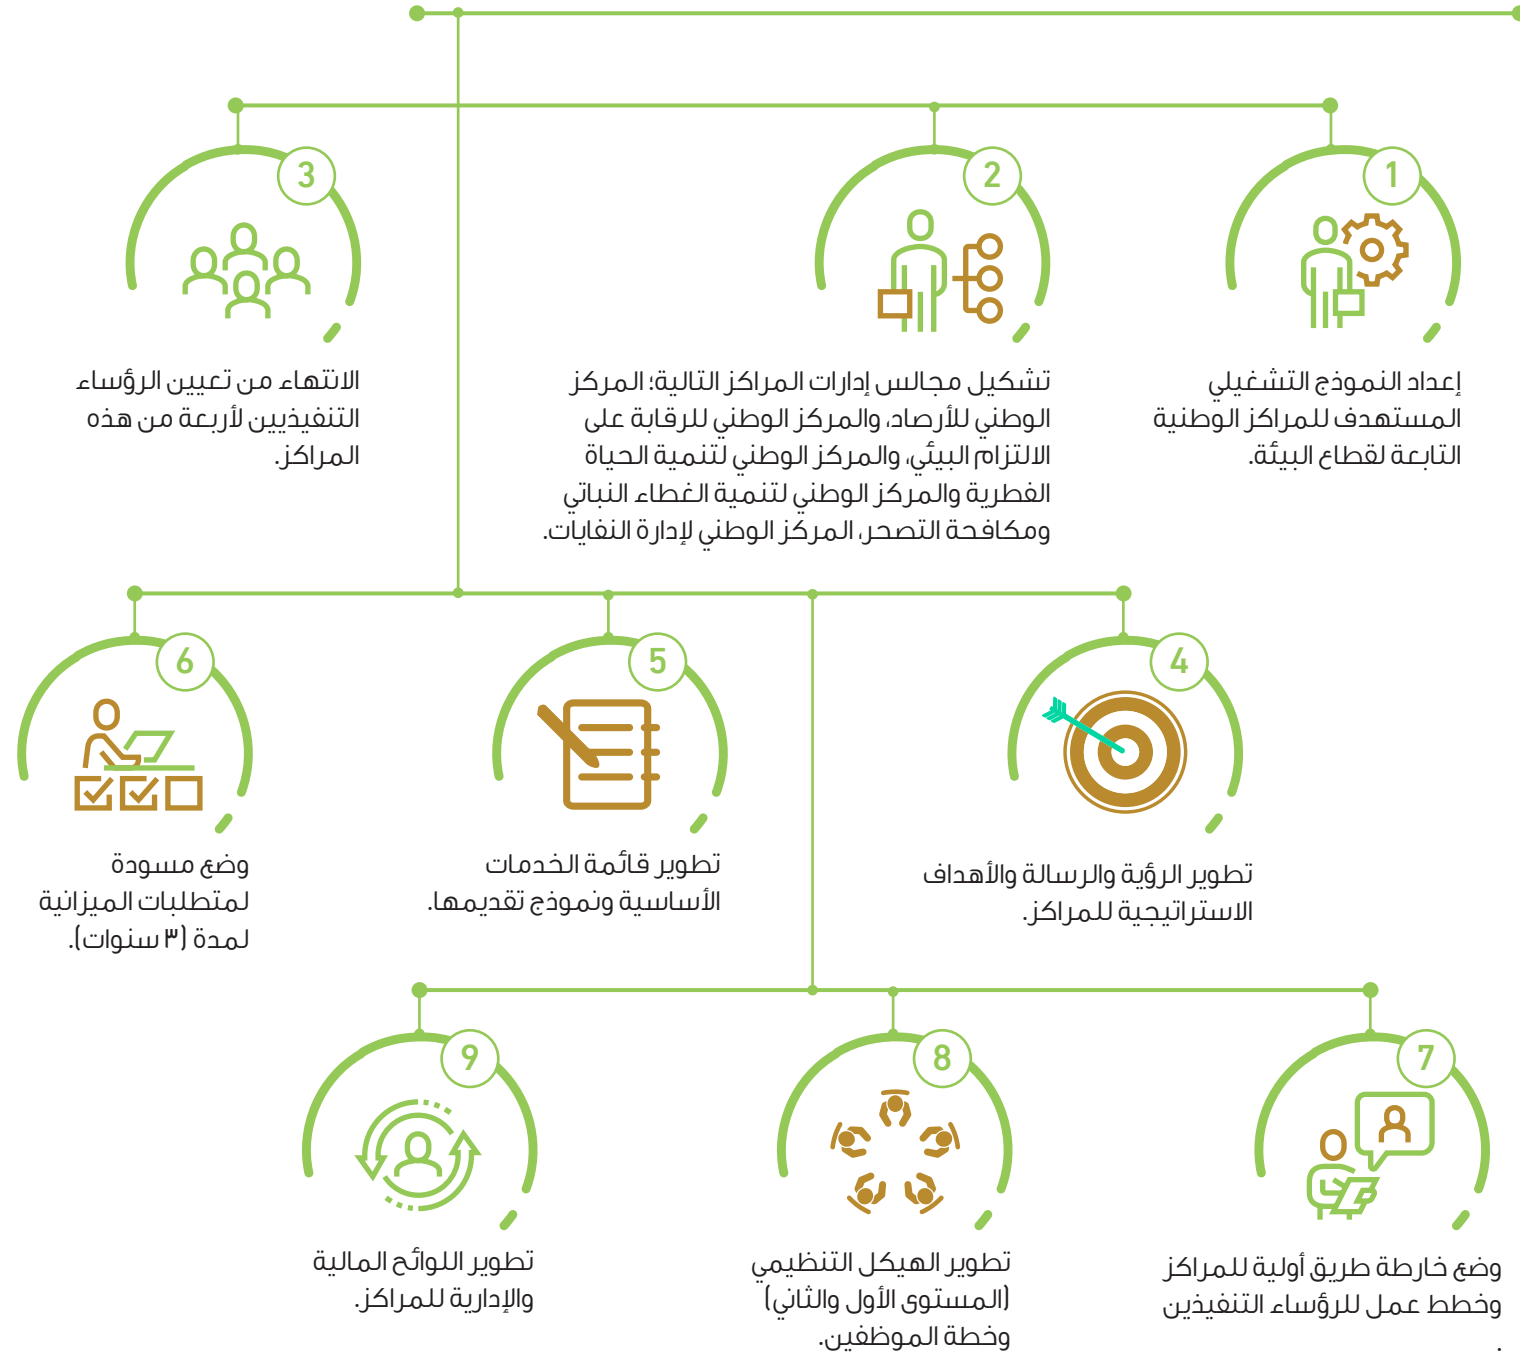 1
إعداد النموذج التشغيلي
المستهدف للمراكز الوطنية
التابعة لقطاع البيئة.
2
تشكيل مجالس إدارات المراكز التالية؛ المركز
الوطني للأرصاد، والمركز الوطني للرقابة على
الالتزام البيئي، والمركز الوطني لتنمية الحياة
الفطرية والمركز الوطني لتنمية الغطاء النباتي
ومكافحة التصحر، المركز الوطني لإدارة النفايات.
3
الانتهاء من تعيين الرؤساء
التنفيذيين لأربعة من هذه
المراكز.
4
تطوير الرؤية والرسالة والأهداف
الاستراتيجية للمراكز.
5
تطوير قائمة الخدمات
الأساسية ونموذج تقديمها.
6
وضع مسودة
لمتطلبات الميزانية
لمدة (٣ سنوات).
7
وضع خارطة طريق أولية للمراكز
وخطط عمل للرؤساء التنفيذين
.
8
تطوير الهيكل التنظيمي
(المستوى الأول والثاني)
وخطة الموظفين.
9
تطوير اللوائح المالية
والإدارية للمراكز.